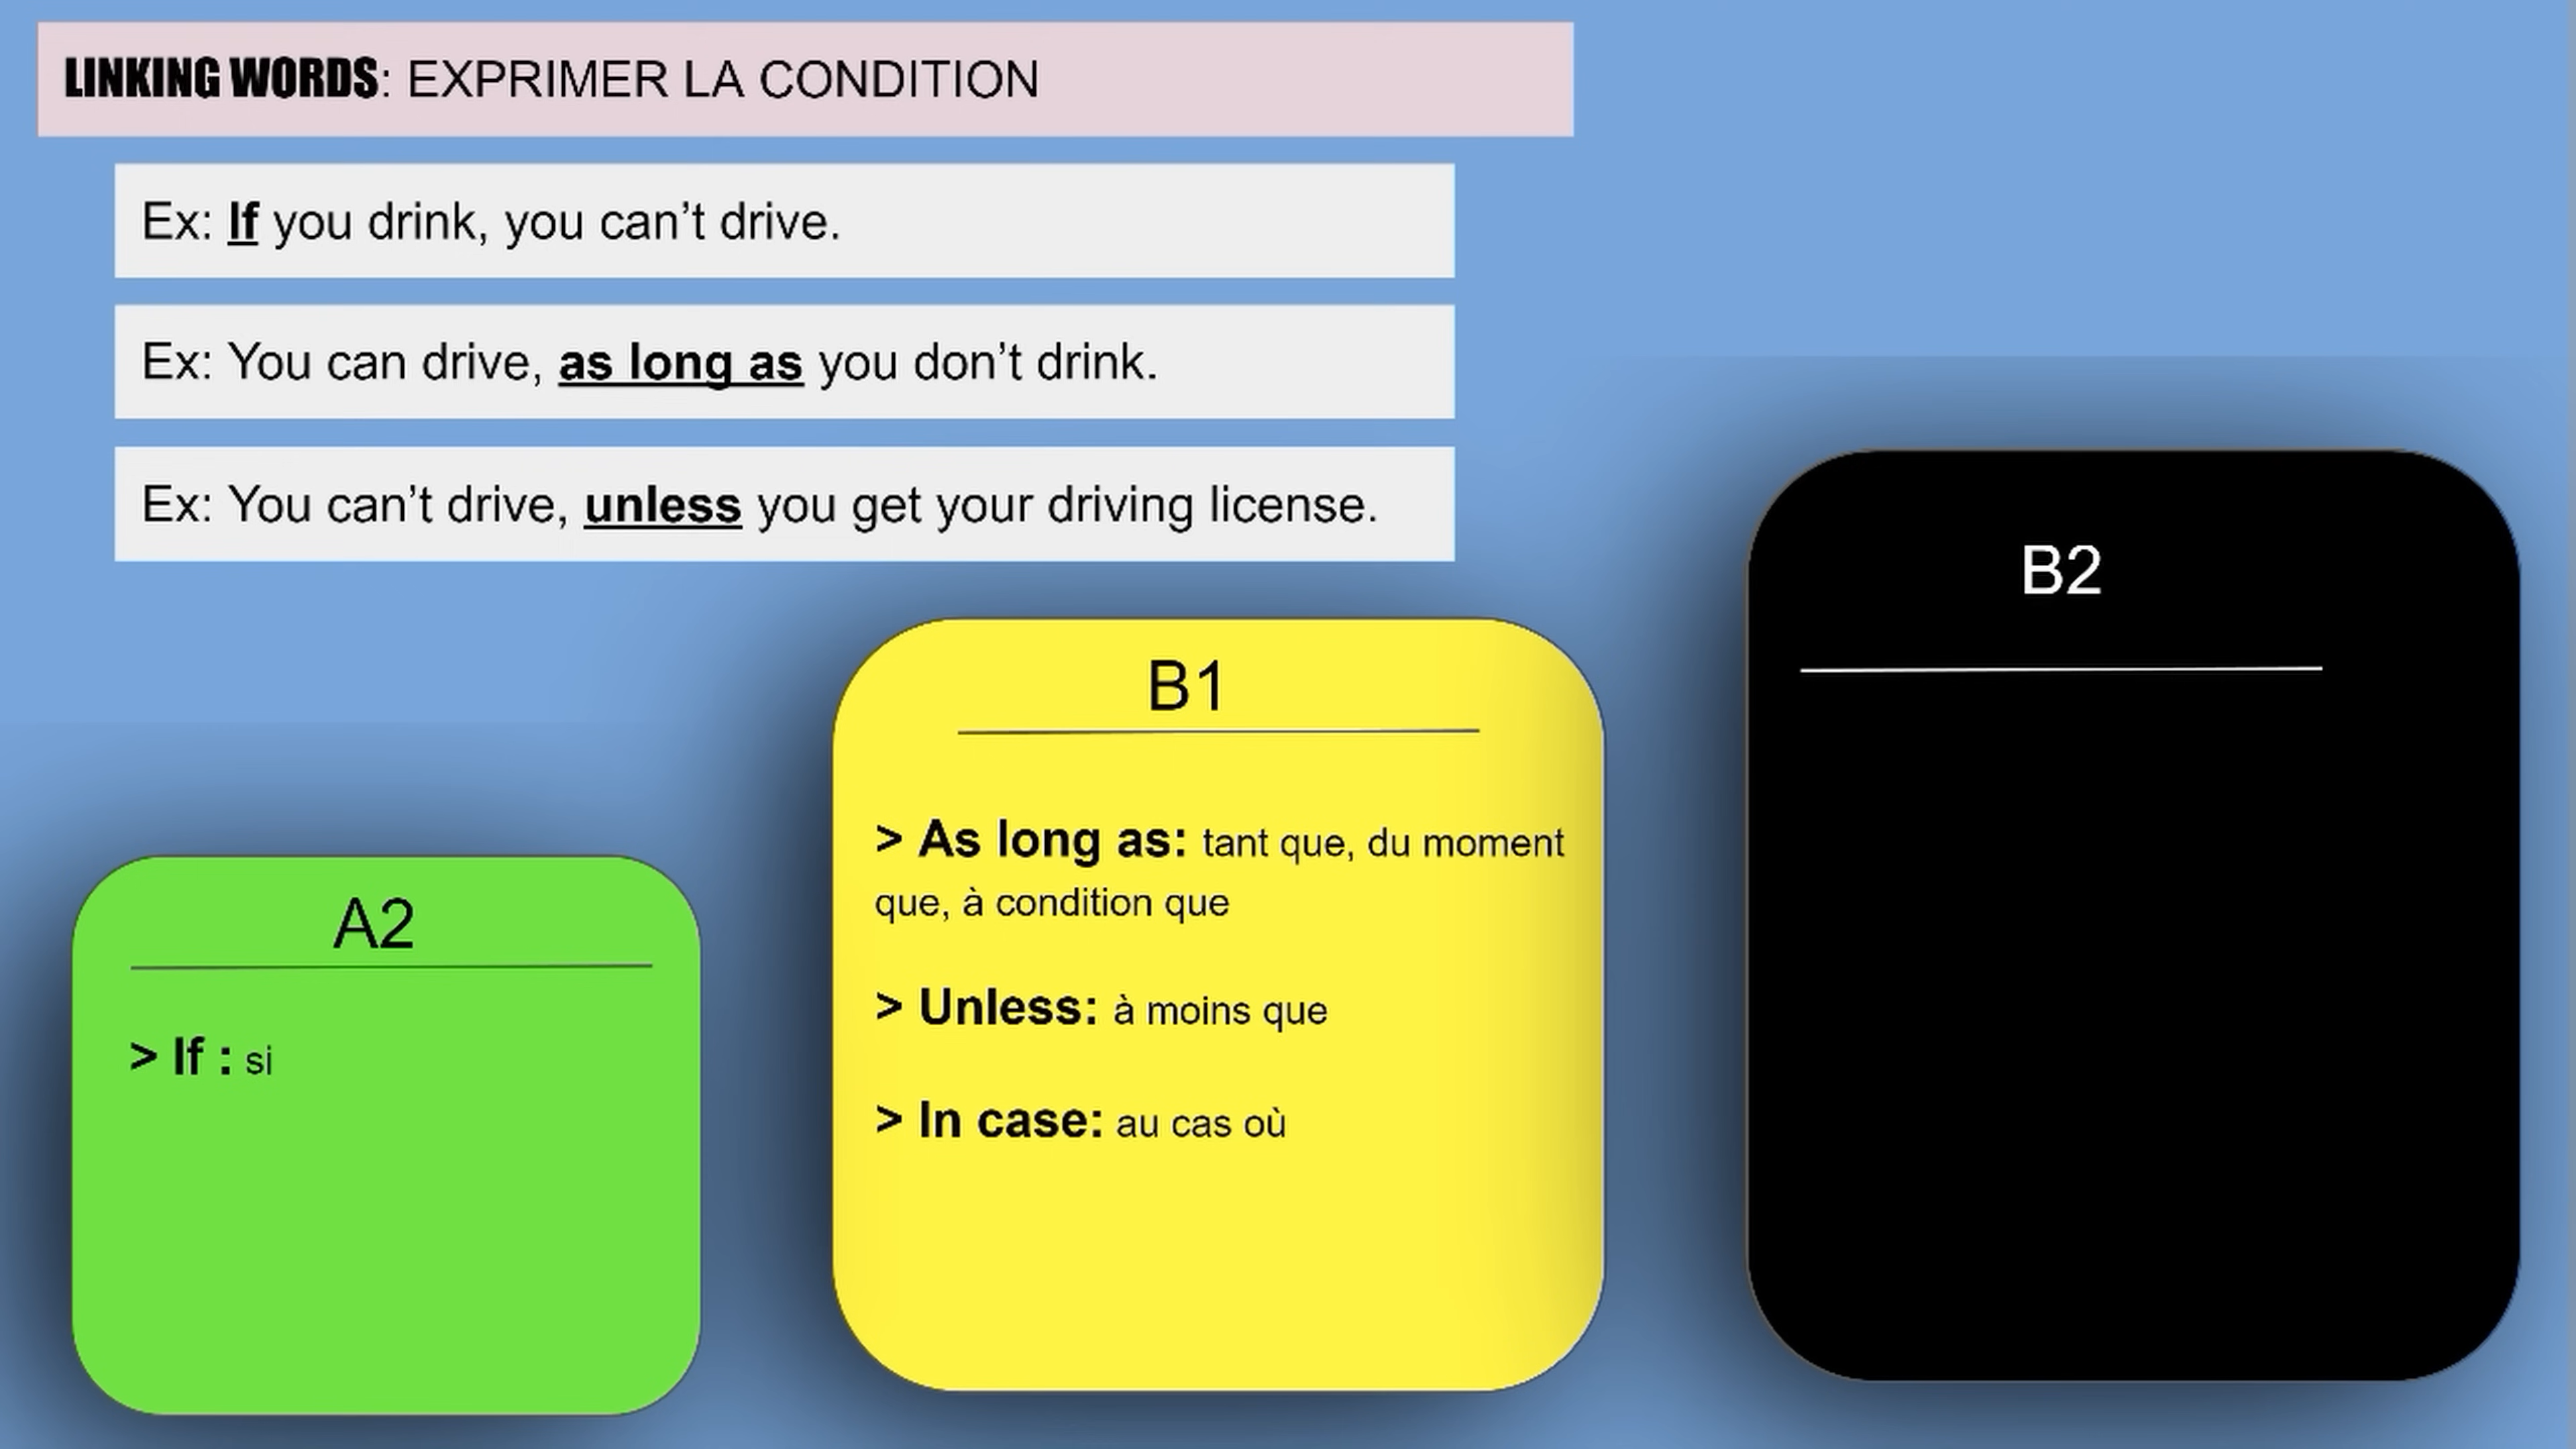 LINKING WORDS: EXPRIMER LA CONDITION
Ex: If you drink, you can’t drive.
Ex: You can drive, as long as you don’t drink.
Ex: You can’t drive, unless you get your driving license.
A2
> If : si
B1
> As long as: tant que, du moment
que, à condition que
> Unless: à moins que
> In case: au cas où
B2